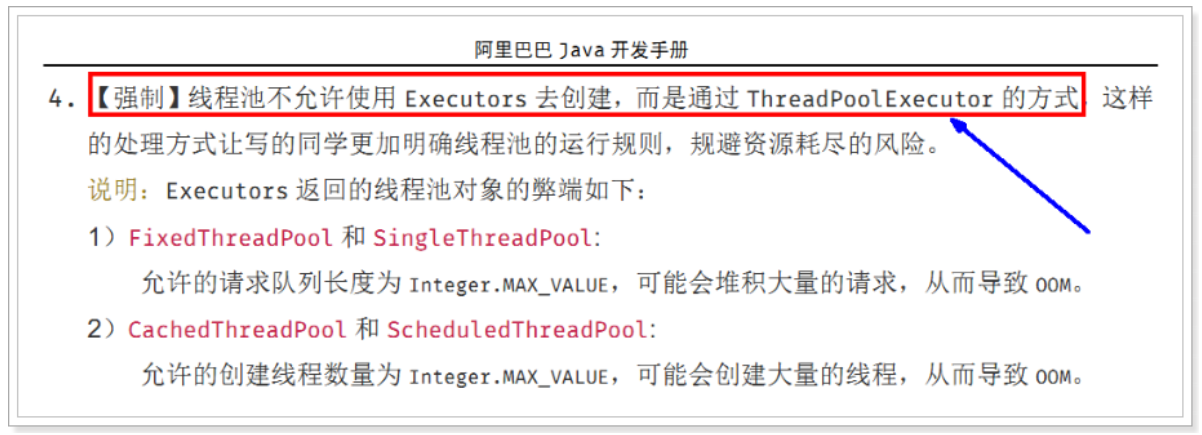 阿里巴巴 Java 开发手册
4. 【强制】线程池不允许使用 Executors 去创建，而是通过 ThreadPoolExecutor 的方式，这样
的处理方式让写的同学更加明确线程池的运行规则，规避资源耗尽的风险。
说明：Executors 返回的线程池对象的弊端如下：
1）FixedThreadPool 和 SingleThreadPool:
允许的请求队列长度为 Integer.MAX_VALUE，可能会堆积大量的请求，从而导致 OOM。
2）CachedThreadPool 和 ScheduledThreadPool:
允许的创建线程数量为 Integer.MAX_VALUE，可能会创建大量的线程，从而导致 OOM。